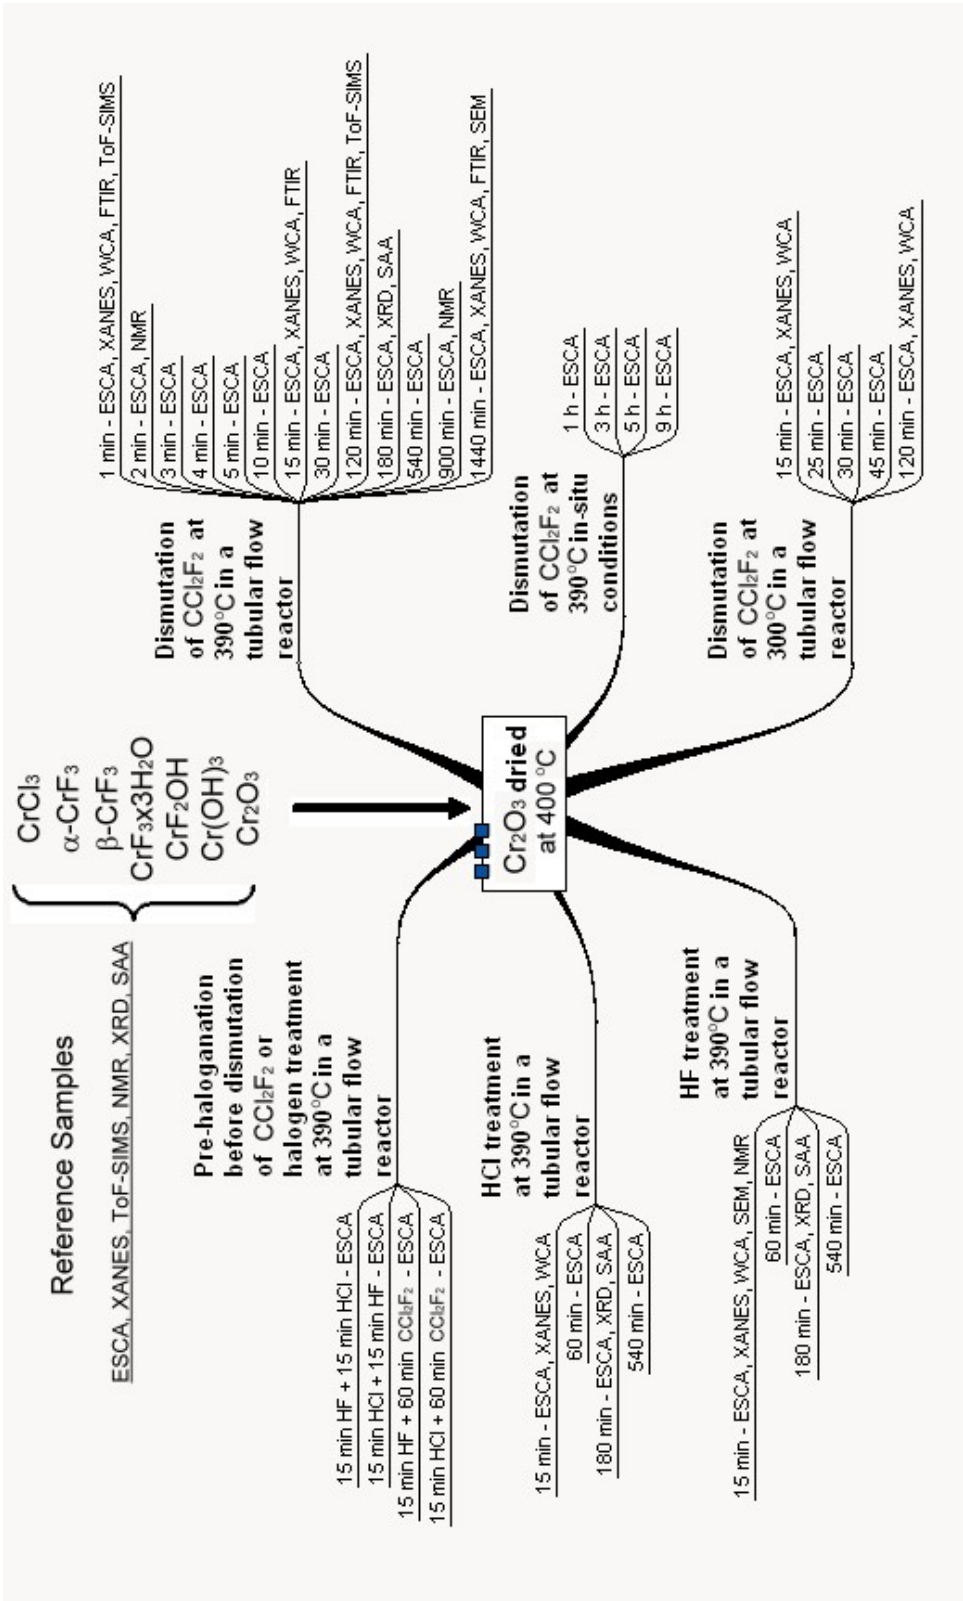 Reference Samples
ESCA, XANES, ToF-SIMS, NMR, XRD, SAA
CrCl₃
α-CrF₃
β-CrF₃
CrF₃x3H₂O
CrF₂OH
Cr(OH)₃
Cr₂O₃
Cr₂O₃ dried
at 400 °C
Pre-haloganation
before dismutation
of CCl₂F₂ or
halogen treatment
at 390°C in a
tubular flow
reactor
15 min HF + 15 min HCl - ESCA
15 min HCl + 15 min HF - ESCA
15 min HF + 60 min CCl₂F₂ - ESCA
15 min HCl + 60 min CCl₂F₂ - ESCA
HCl treatment
at 390°C in a
tubular flow
reactor
15 min - ESCA, XANES, WCA
60 min - ESCA
180 min - ESCA, XRD, SAA
540 min - ESCA
HF treatment
at 390°C in a
tubular flow
reactor
15 min - ESCA, XANES, WCA, SEM, NMR
60 min - ESCA
180 min - ESCA, XRD, SAA
540 min - ESCA
Dismutation
of CCl₂F₂ at
390°C in a
tubular flow
reactor
1 min - ESCA, XANES, WCA, FTIR, ToF-SIMS
2 min - ESCA, NMR
3 min - ESCA
4 min - ESCA
5 min - ESCA
10 min - ESCA
15 min - ESCA, XANES, WCA, FTIR
30 min - ESCA
120 min - ESCA, XANES, WCA, FTIR, ToF-SIMS
180 min - ESCA, XRD, SAA
540 min - ESCA
900 min - ESCA, NMR
1440 min - ESCA, XANES, WCA, FTIR, SEM
Dismutation
of CCl₂F₂ at
390°C in-situ
conditions
1 h - ESCA
3 h - ESCA
5 h - ESCA
9 h - ESCA
Dismutation
of CCl₂F₂ at
300°C in a
tubular flow
reactor
15 min - ESCA, XANES, WCA
25 min - ESCA
30 min - ESCA
45 min - ESCA
120 min - ESCA, XANES, WCA